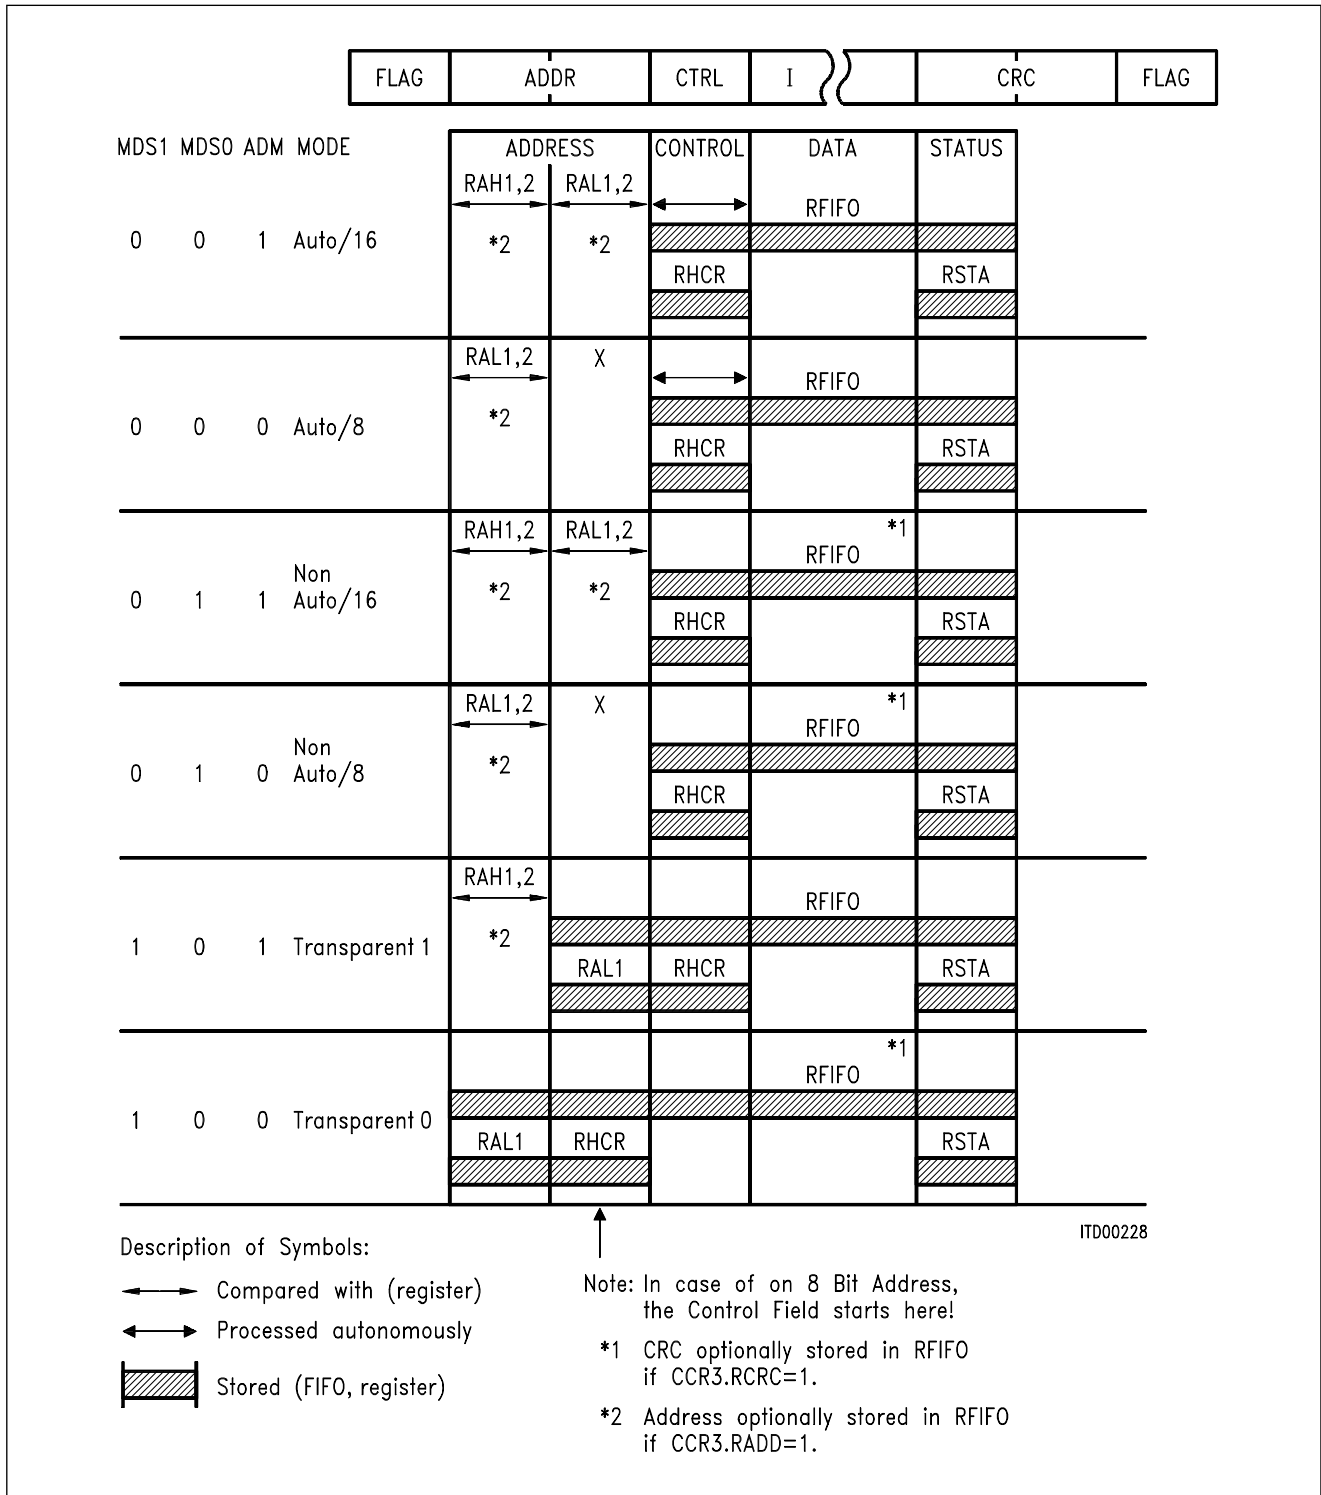 FLAG ADDR CTRL I CRC FLAG
MDS1 MDS0 ADM MODE ADDRESS CONTROL DATA STATUS
RAH1,2 RAL1,2
RFIFO
0 0 1 Auto/16 *2 *2
RHCR RSTA
RAL1,2 X
RFIFO
0 0 0 Auto/8 *2
RHCR RSTA
RAH1,2 RAL1,2 *1
RFIFO
Non
0 1 1 Auto/16 *2 *2
RHCR RSTA
RAL1,2 X *1
RFIFO
Non
0 1 0 Auto/8 *2
RHCR RSTA
RAH1,2
RFIFO
1 0 1 Transparent 1 *2
RAL1 RHCR RSTA
*1
RFIFO
1 0 0 Transparent 0
RAL1 RHCR RSTA
ITD00228
Description of Symbols:
Compared with (register)
Processed autonomously
Stored (FIFO, register)
Note: In case of on 8 Bit Address,
the Control Field starts here!
*1 CRC optionally stored in RFIFO
if CCR3.RCRC=1.
*2 Address optionally stored in RFIFO
if CCR3.RADD=1.